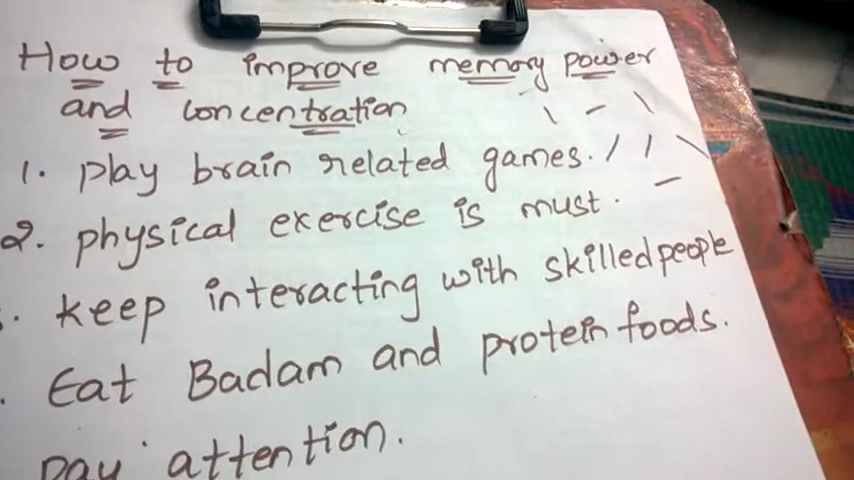 How to improve memory power
and concentration
1. play brain related games.
2. physical exercise is must.
. keep interacting with skilled people
. Eat Badam and protein foods.
pay attention.